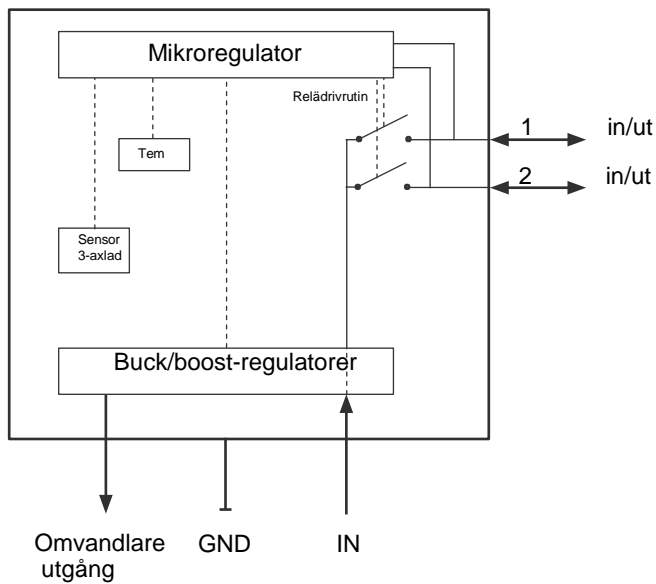 Mikroregulator
Relädrivrutin
1
in/ut
Tem
2
in/ut
Sensor
3-axlad
Buck/boost-regulatorer
Omvandlare
utgång
GND
IN